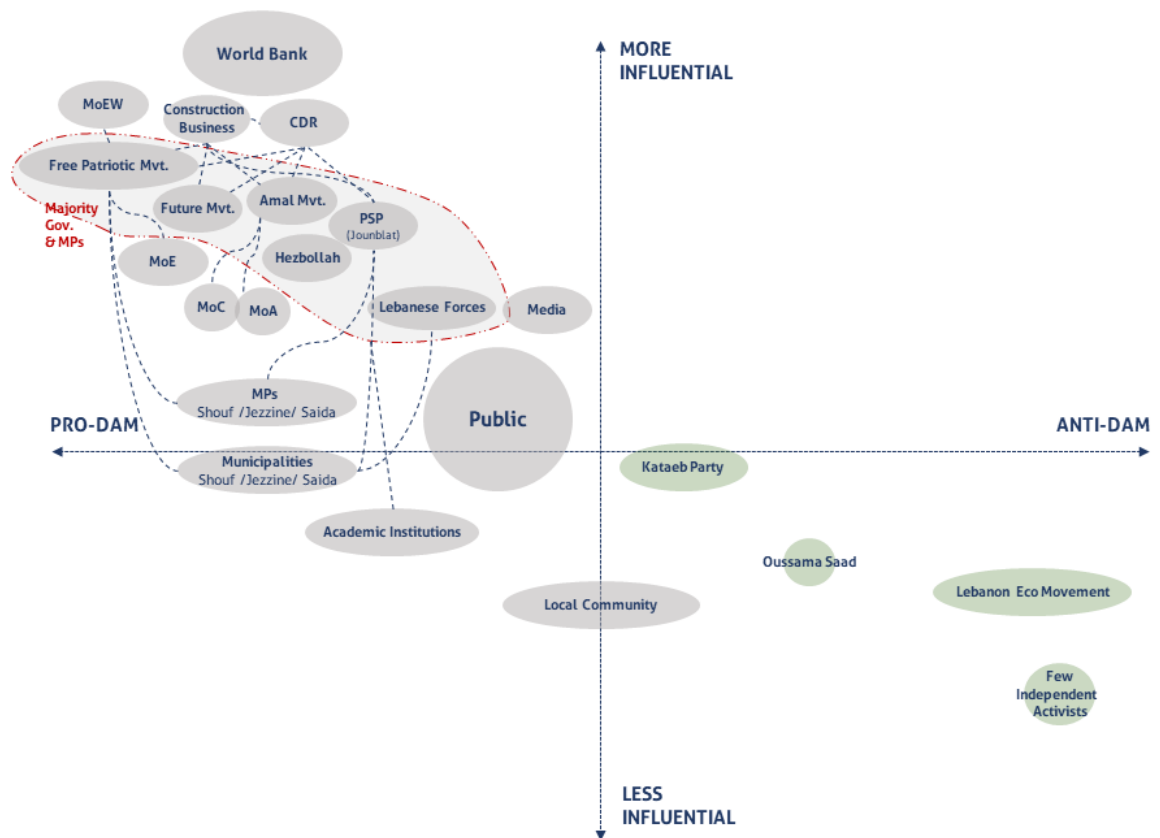 World Bank
MORE
INFLUENTIAL
MoEW
Construction
Business
CDR
Free Patriotic Mvt.
Majority
Gov.
& MPs
Future Mvt.
Amal Mvt.
PSP
(Jounblat)
MoE
Hezbollah
MoC
MoA
Lebanese Forces
Media
MPs
Shouf /Jezzine/ Saida
Public
PRO-DAM
ANTI-DAM
Municipalities
Shouf /Jezzine/ Saida
Kataeb Party
Academic Institutions
Oussama Saad
Local Community
Lebanon Eco Movement
Few
Independent
Activists
LESS
INFLUENTIAL